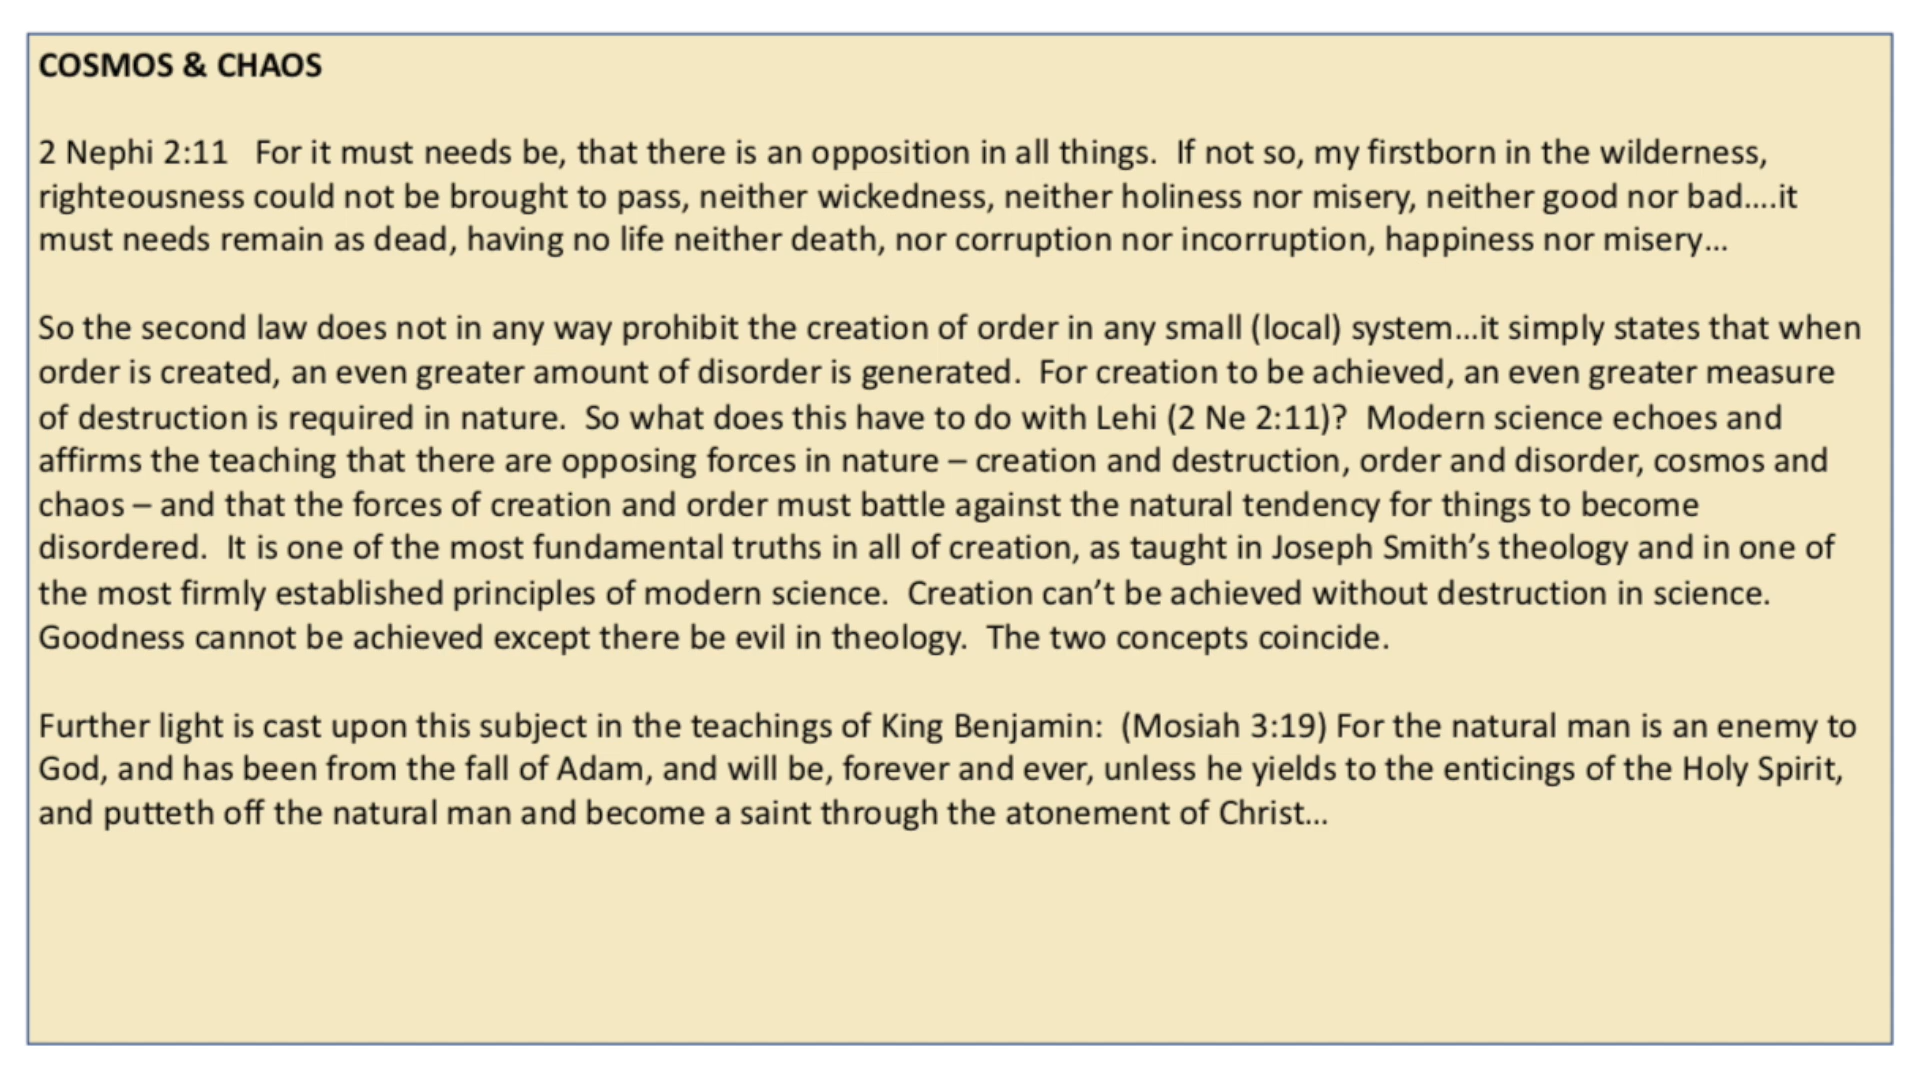 COSMOS & CHAOS
2 Nephi 2:11 For it must needs be, that there is an opposition in all things. If not so, my firstborn in the wilderness,
righteousness could not be brought to pass, neither wickedness, neither holiness nor misery, neither good nor bad….it
must needs remain as dead, having no life neither death, nor corruption nor incorruption, happiness nor misery…
So the second law does not in any way prohibit the creation of order in any small (local) system…it simply states that when
order is created, an even greater amount of disorder is generated. For creation to be achieved, an even greater measure
of destruction is required in nature. So what does this have to do with Lehi (2 Ne 2:11)? Modern science echoes and
affirms the teaching that there are opposing forces in nature – creation and destruction, order and disorder, cosmos and
chaos – and that the forces of creation and order must battle against the natural tendency for things to become
disordered. It is one of the most fundamental truths in all of creation, as taught in Joseph Smith’s theology and in one of
the most firmly established principles of modern science. Creation can’t be achieved without destruction in science.
Goodness cannot be achieved except there be evil in theology. The two concepts coincide.
Further light is cast upon this subject in the teachings of King Benjamin: (Mosiah 3:19) For the natural man is an enemy to
God, and has been from the fall of Adam, and will be, forever and ever, unless he yields to the enticings of the Holy Spirit,
and putteth off the natural man and become a saint through the atonement of Christ…